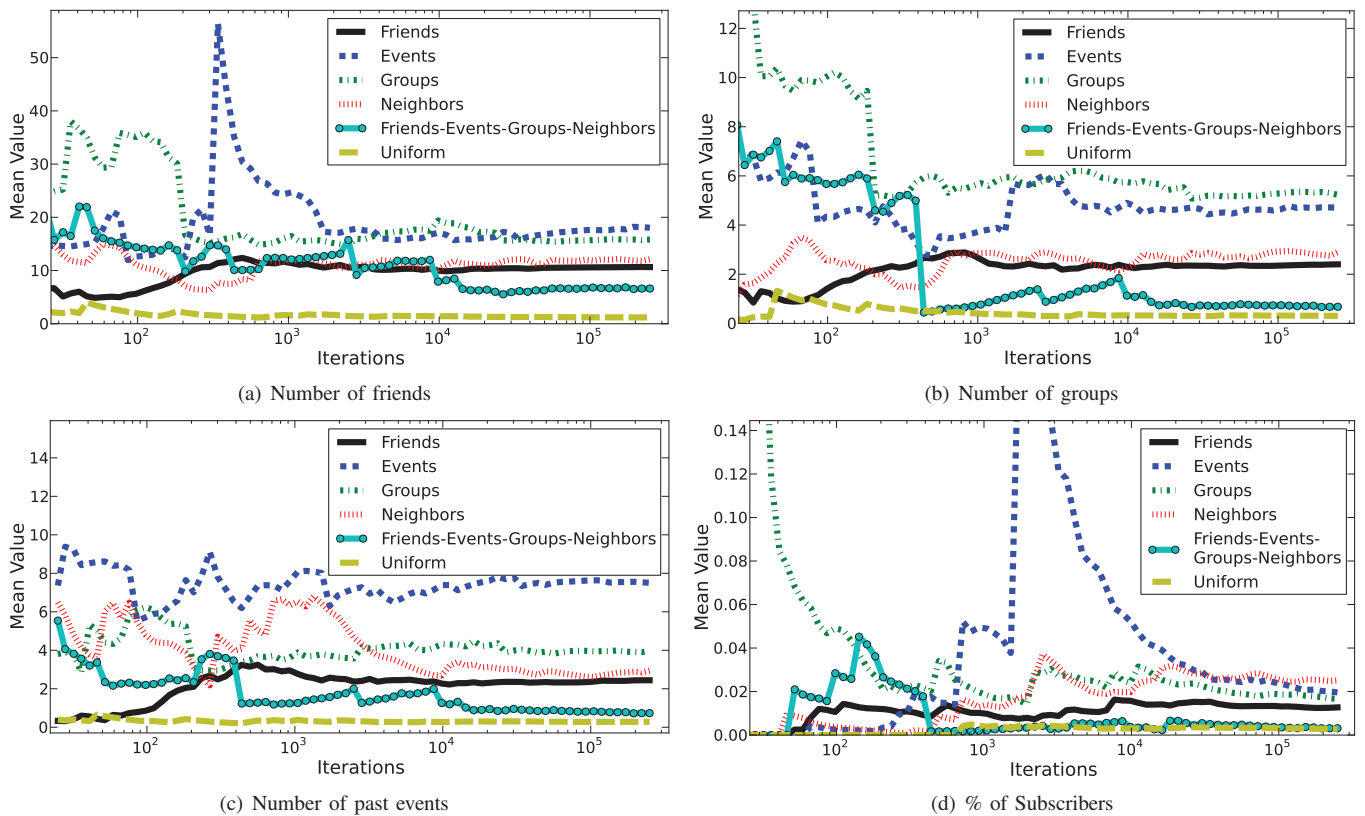 50
40
30
20
10
0
Mean Value
Friends
Events
Groups
Neighbors
Friends-Events-Groups-Neighbors
Uniform
10^2
10^3
10^4
10^5
Iterations
(a) Number of friends
12
10
8
6
4
2
0
Mean Value
Friends
Events
Groups
Neighbors
Friends-Events-Groups-Neighbors
Uniform
10^2
10^3
10^4
10^5
Iterations
(b) Number of groups
14
12
10
8
6
4
2
0
Mean Value
Friends
Events
Groups
Neighbors
Friends-Events-Groups-Neighbors
Uniform
10^2
10^3
10^4
10^5
Iterations
(c) Number of past events
0.14
0.12
0.10
0.08
0.06
0.04
0.02
0.00
Mean Value
Friends
Events
Groups
Neighbors
Friends-Events-
Groups-Neighbors
Uniform
10^2
10^3
10^4
10^5
Iterations
(d) % of Subscribers